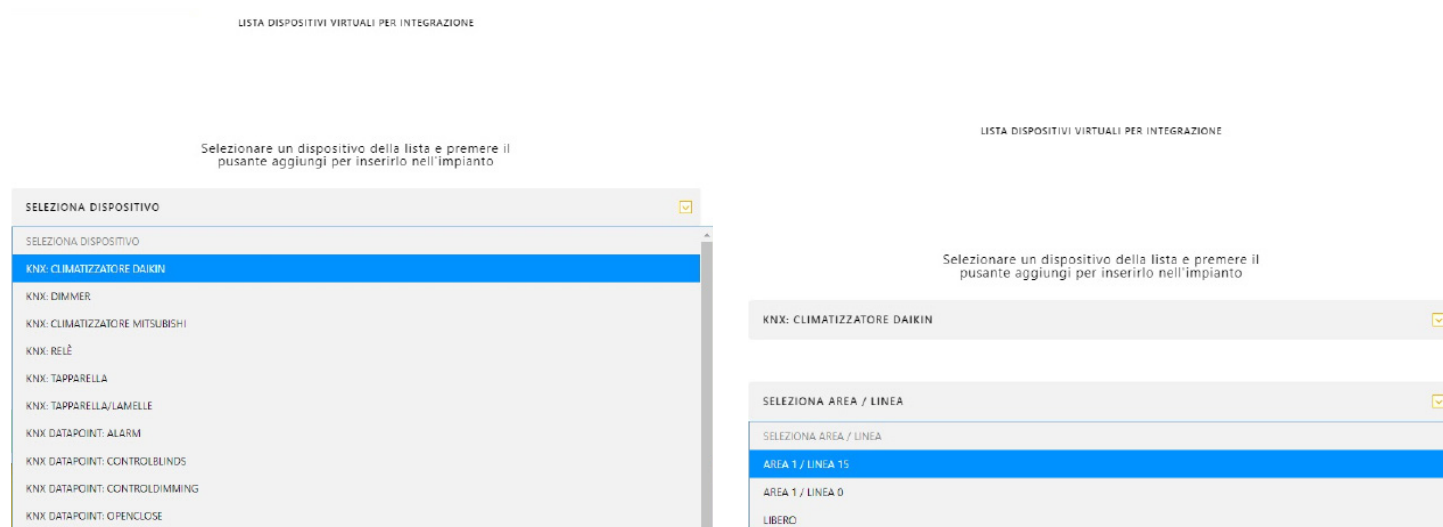 LISTA DISPOSITIVI VIRTUALI PER INTEGRAZIONE
Selezionare un dispositivo della lista e premere il
pusante aggiungi per inserirlo nell'impianto
SELEZIONA DISPOSITIVO
SELEZIONA DISPOSITIVO
KNX: CLIMATIZZATORE DAIKIN
KNX: DIMMER
KNX: CLIMATIZZATORE MITSUBISHI
KNX: RELÈ
KNX: TAPPARELLA
KNX: TAPPARELLA/LAMELLE
KNX DATAPOINT: ALARM
KNX DATAPOINT: CONTROLBLINDS
KNX DATAPOINT: CONTROLDIMMING
KNX DATAPOINT: OPENCLOSE
LISTA DISPOSITIVI VIRTUALI PER INTEGRAZIONE
Selezionare un dispositivo della lista e premere il
pusante aggiungi per inserirlo nell'impianto
KNX: CLIMATIZZATORE DAIKIN
SELEZIONA AREA / LINEA
SELEZIONA AREA / LINEA
AREA 1 / LINEA 15
AREA 1 / LINEA 0
LIBERO